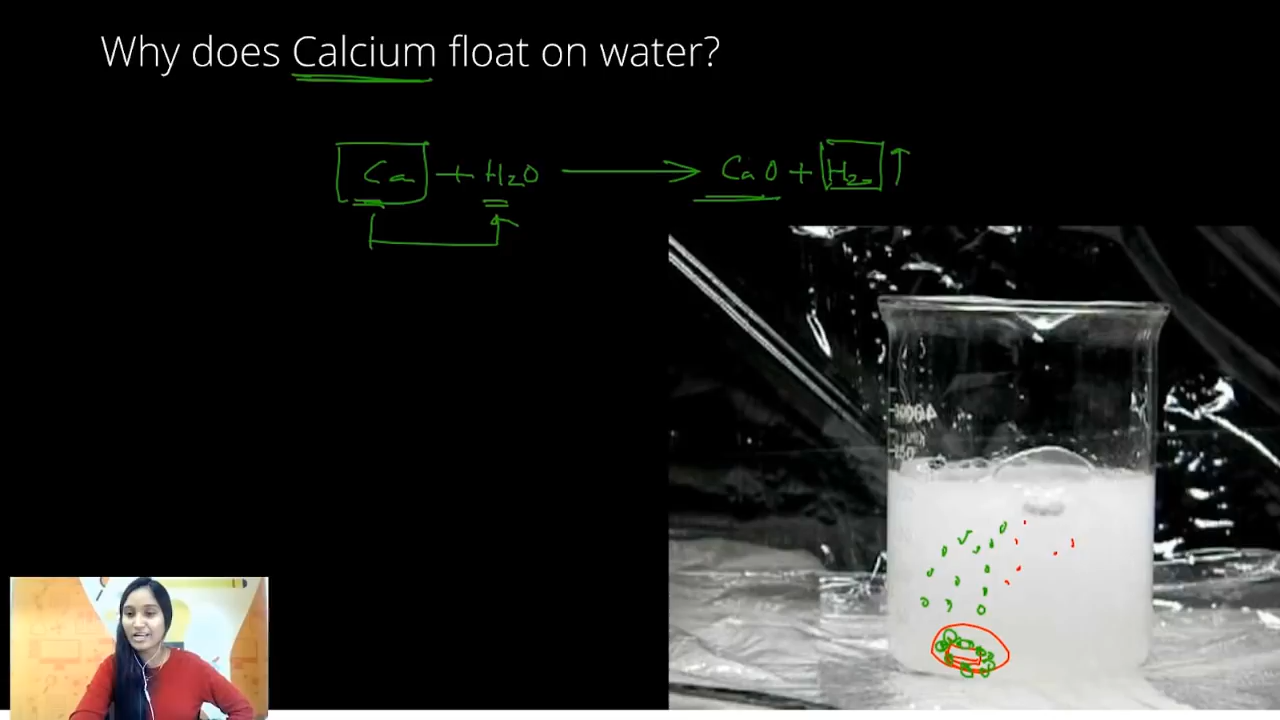 Why does Calcium float on water?
Ca + H2O → CaO + H2 ↑